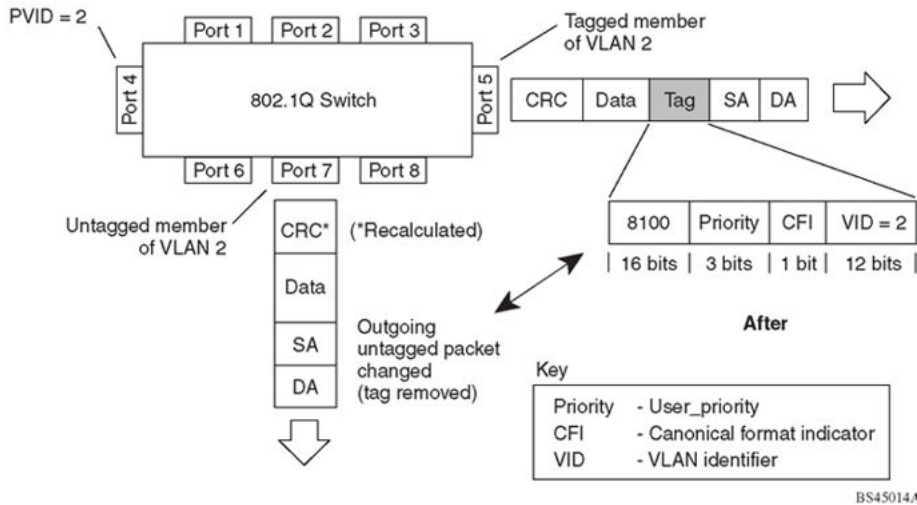 PVID = 2
Port 1
Port 2
Port 3
Tagged member
of VLAN 2
Port 4
802.1Q Switch
Port 5
CRC
Data
Tag
SA
DA
Port 6
Port 7
Port 8
Untagged member
of VLAN 2
CRC*
(*Recalculated)
Data
SA
DA
Outgoing
untagged packet
changed
(tag removed)
8100
Priority
CFI
VID = 2
16 bits
3 bits
1 bit
12 bits
After
Key
Priority - User_priority
CFI - Canonical format indicator
VID - VLAN identifier
BS45014A